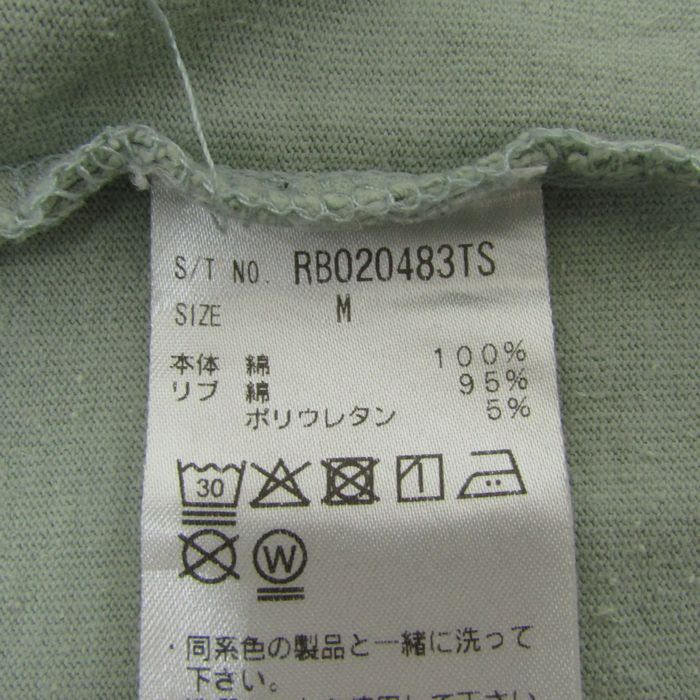 S/T NO. RB020483TS
SIZE M
本体 綿 100%
リブ 綿 95%
ポリウレタン 5%
30
W
・同系色の製品と一緒に洗って
下さい。